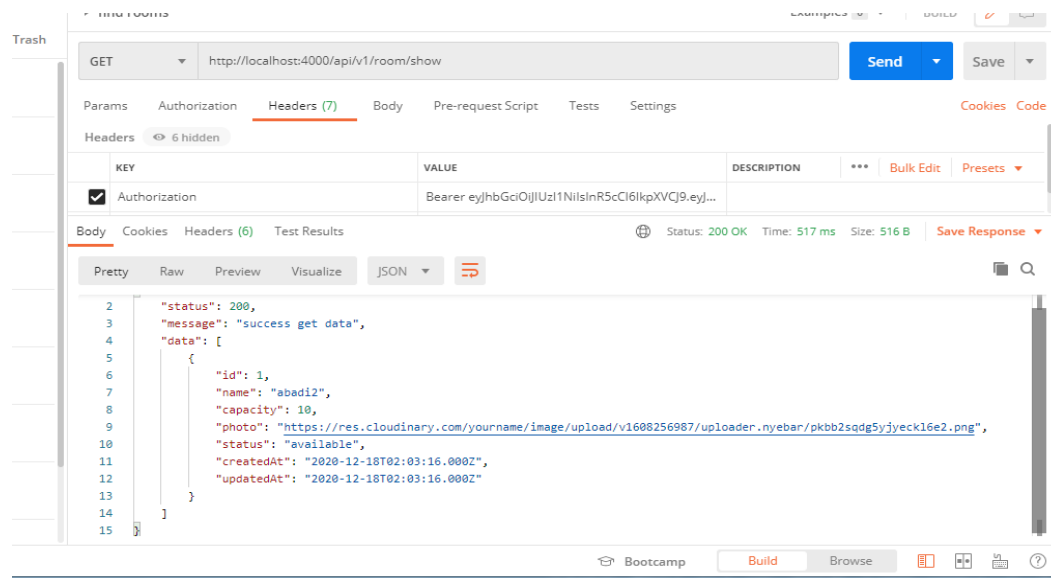 find rooms Examples 0 BUILD
Trash
GET http://localhost:4000/api/v1/room/show Send Save
Params Authorization Headers (7) Body Pre-request Script Tests Settings Cookies Code
Headers 6 hidden
KEY VALUE DESCRIPTION ••• Bulk Edit Presets
Authorization Bearer eyJhbGciOiJIUzI1NiIsInR5cCI6IkpXVCJ9.eyJ...
Body Cookies Headers (6) Test Results Status: 200 OK Time: 517 ms Size: 516 B Save Response
Pretty Raw Preview Visualize JSON
2 "status": 200,
3 "message": "success get data",
4 "data": [
5 {
6 "id": 1,
7 "name": "abadi2",
8 "capacity": 10,
9 "photo": "https://res.cloudinary.com/yourname/image/upload/v1608256987/uploader.nyebar/pkbb2sqdg5yjyeckl6e2.png",
10 "status": "available",
11 "createdAt": "2020-12-18T02:03:16.000Z",
12 "updatedAt": "2020-12-18T02:03:16.000Z"
13 }
14 ]
15 }
Bootcamp Build Browse